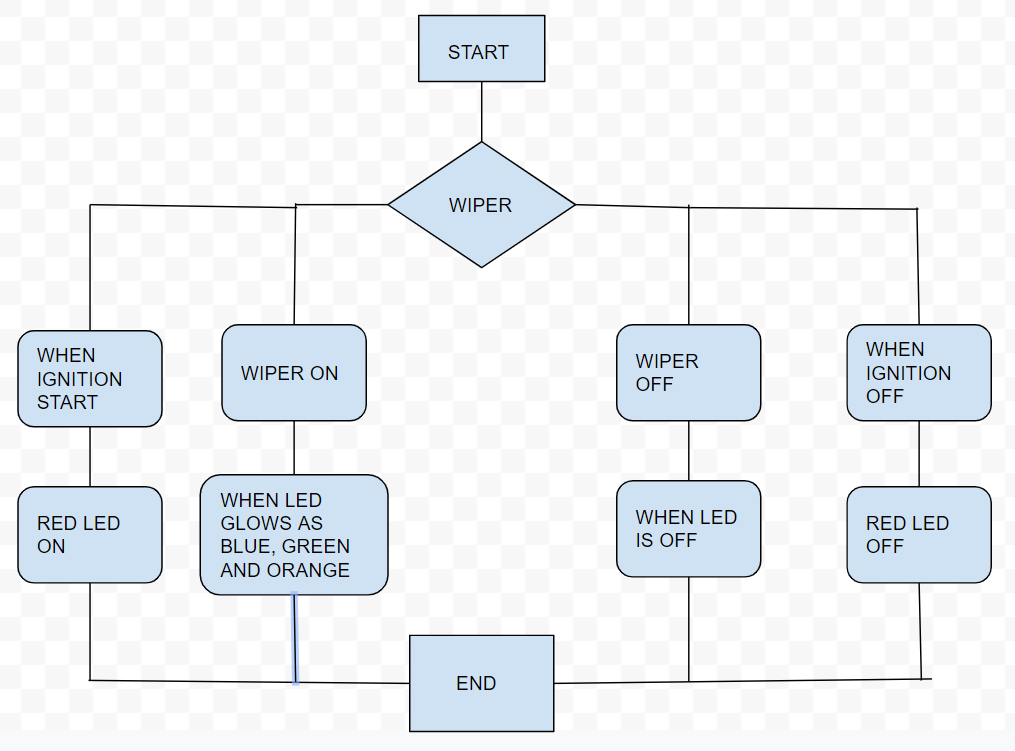 START
WIPER
WHEN
IGNITION
START
WIPER ON
WIPER
OFF
WHEN
IGNITION
OFF
RED LED
ON
WHEN LED
GLOWS AS
BLUE, GREEN
AND ORANGE
WHEN LED
IS OFF
RED LED
OFF
END